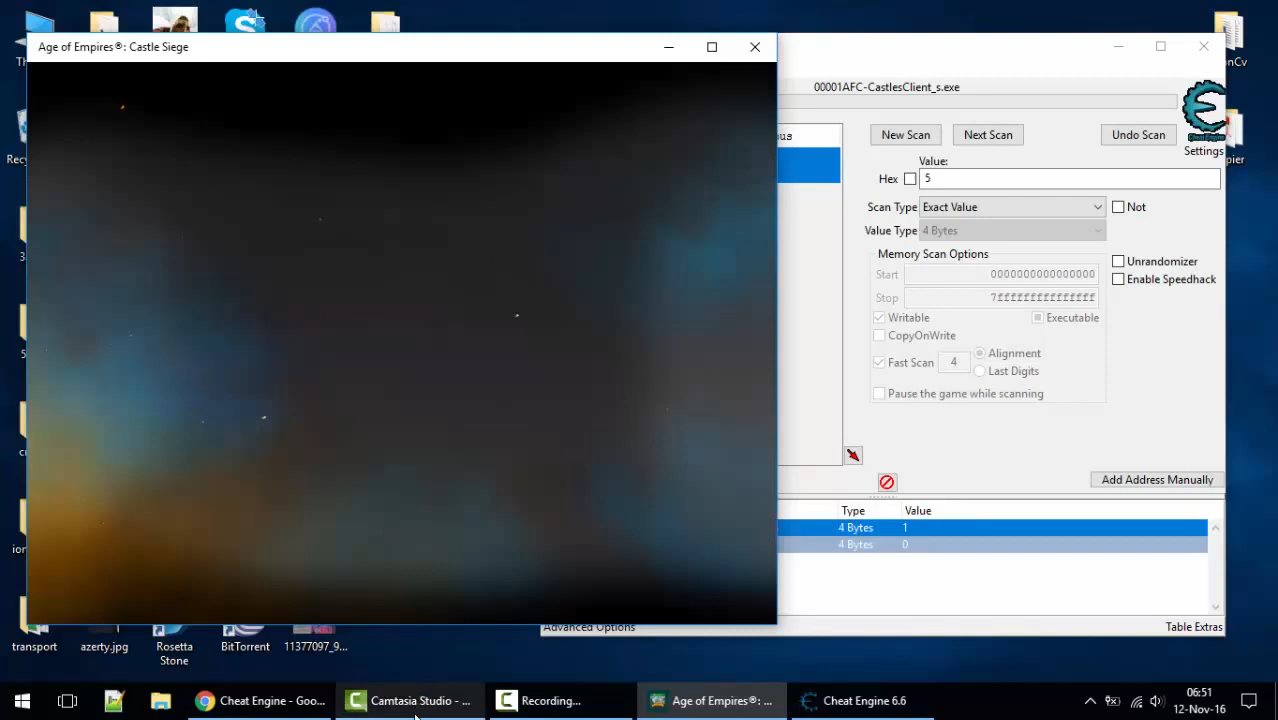 Age of Empires®: Castle Siege
00001AFC-CastlesClient_s.exe
New Scan
Next Scan
Undo Scan
Cheat Engine
Settings
Value:
Hex
5
Scan Type
Exact Value
Not
Value Type
4 Bytes
Memory Scan Options
Start
0000000000000000
Stop
7fffffffffffffff
Unrandomizer
Enable Speedhack
Writable
Executable
CopyOnWrite
Fast Scan
4
Alignment
Last Digits
Pause the game while scanning
Add Address Manually
Type
Value
4 Bytes
1
4 Bytes
0
Advanced Options
Table Extras
transport
azerty.jpg
Rosetta Stone
BitTorrent
11377097_9...
Cheat Engine - Goo...
Camtasia Studio - ...
Recording...
Age of Empires®: ...
Cheat Engine 6.6
06:51
12-Nov-16